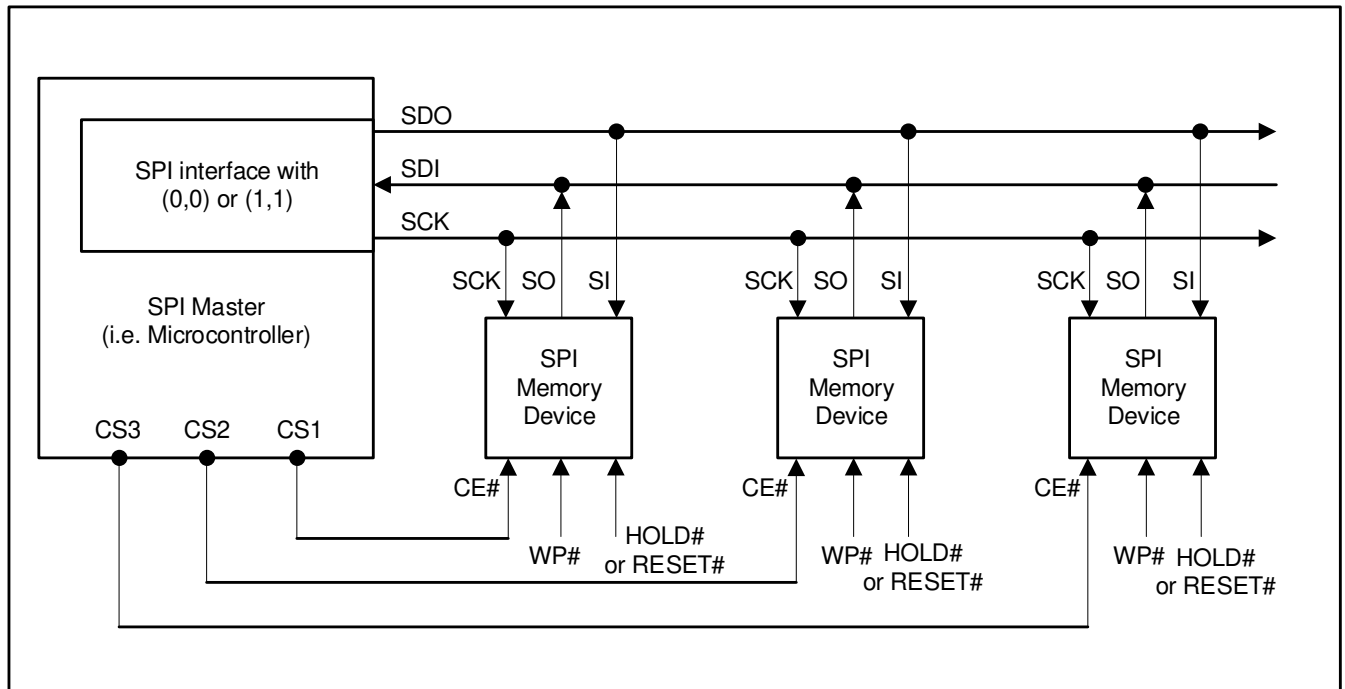 SDO
SPI interface with
(0,0) or (1,1)
SDI
SCK
SCK SO SI
SCK SO SI
SCK SO SI
SPI Master
(i.e. Microcontroller)
SPI
Memory
Device
SPI
Memory
Device
SPI
Memory
Device
CS3 CS2 CS1
CE#
WP#
HOLD#
or RESET#
CE#
WP#
HOLD#
or RESET#
CE#
WP#
HOLD#
or RESET#